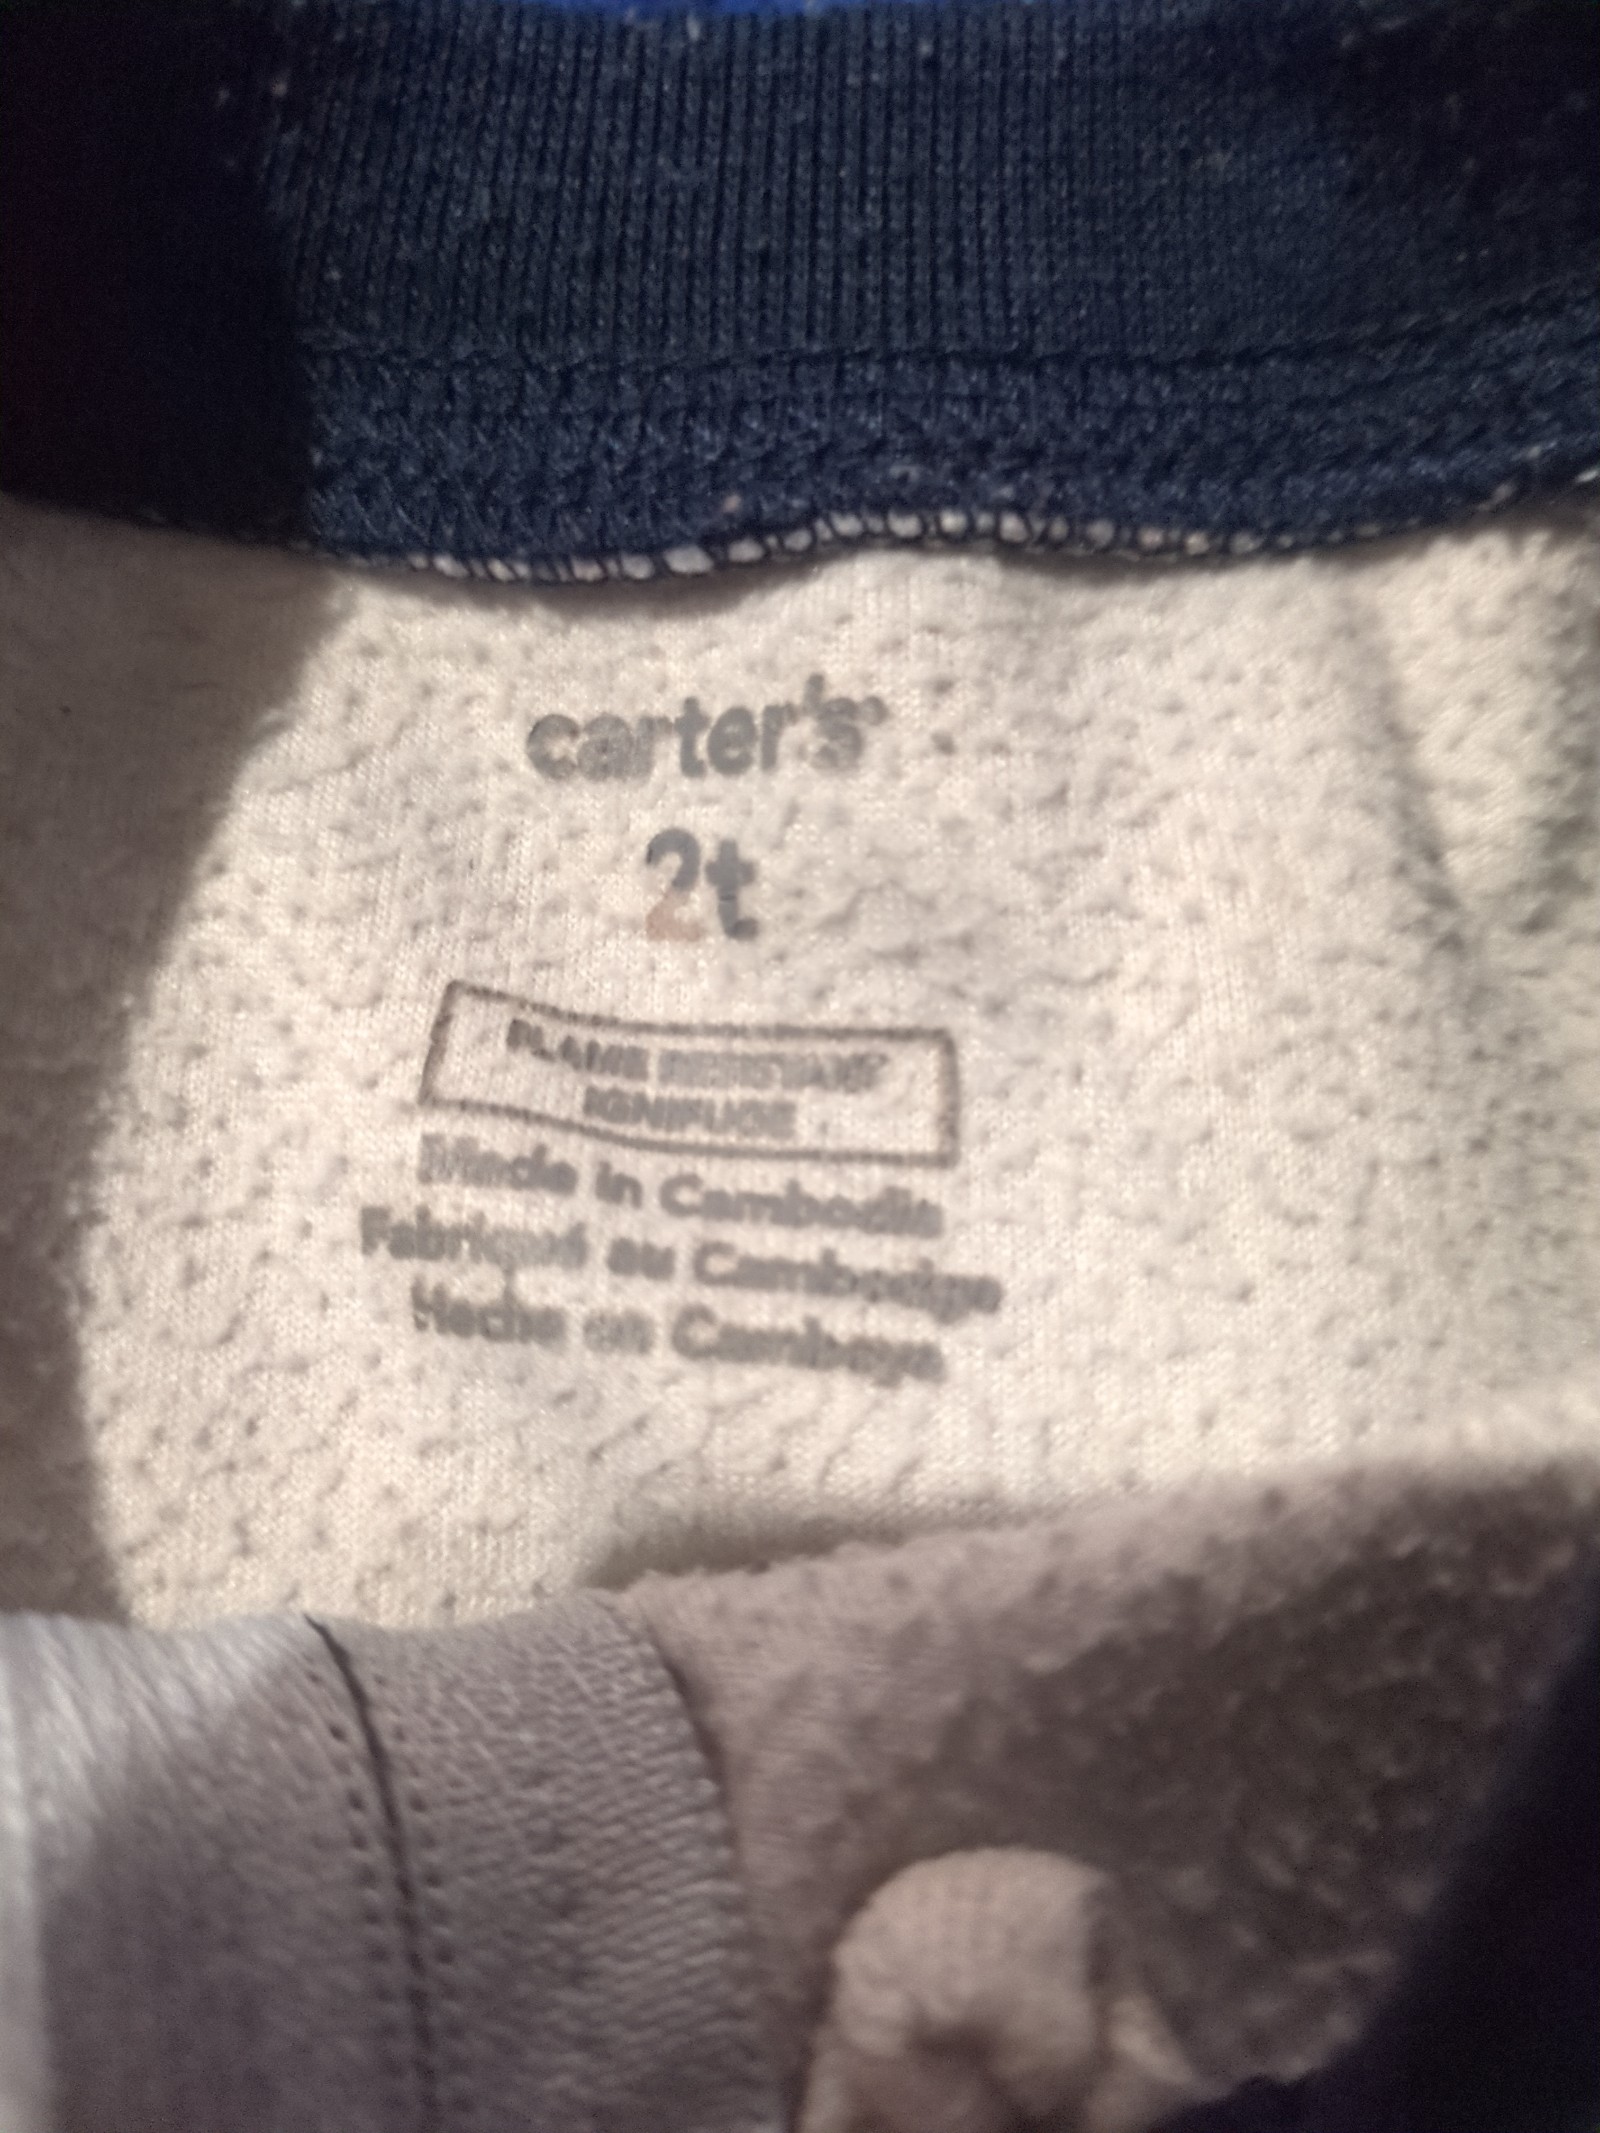 carter's
2t
FLAME RESISTANT
IGNIFUGE
Made in Cambodia
Fabriqué au Cambodge
Hecho en Camboya